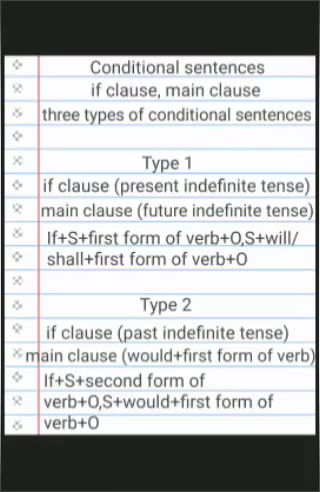 Conditional sentences
if clause, main clause
three types of conditional sentences
Type 1
if clause (present indefinite tense)
main clause (future indefinite tense)
If+S+first form of verb+O,S+will/
shall+first form of verb+O
Type 2
if clause (past indefinite tense)
main clause (would+first form of verb)
If+S+second form of
verb+O,S+would+first form of
verb+O